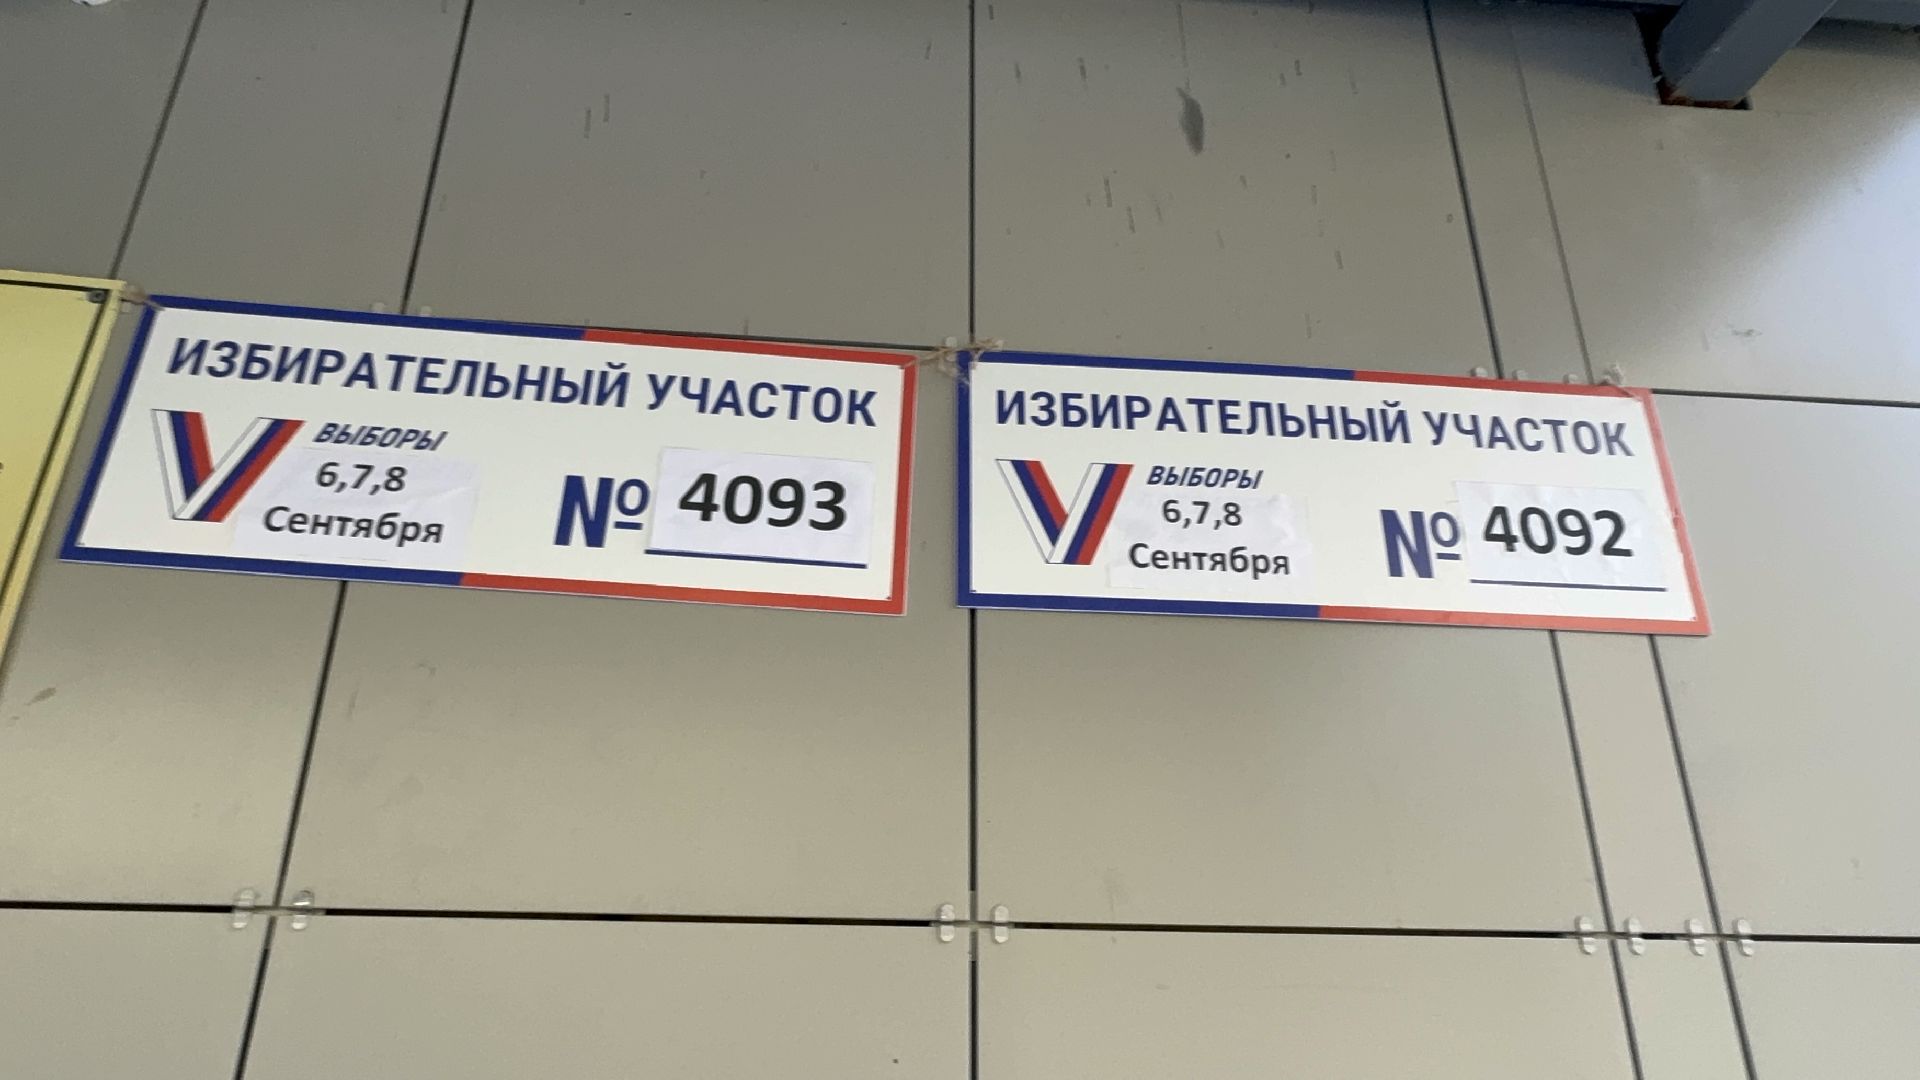 ИЗБИРАТЕЛЬНЫЙ УЧАСТОК
ВЫБОРЫ
6,7,8
Сентября
№ 4093
ИЗБИРАТЕЛЬНЫЙ УЧАСТОК
ВЫБОРЫ
6,7,8
Сентября
№ 4092